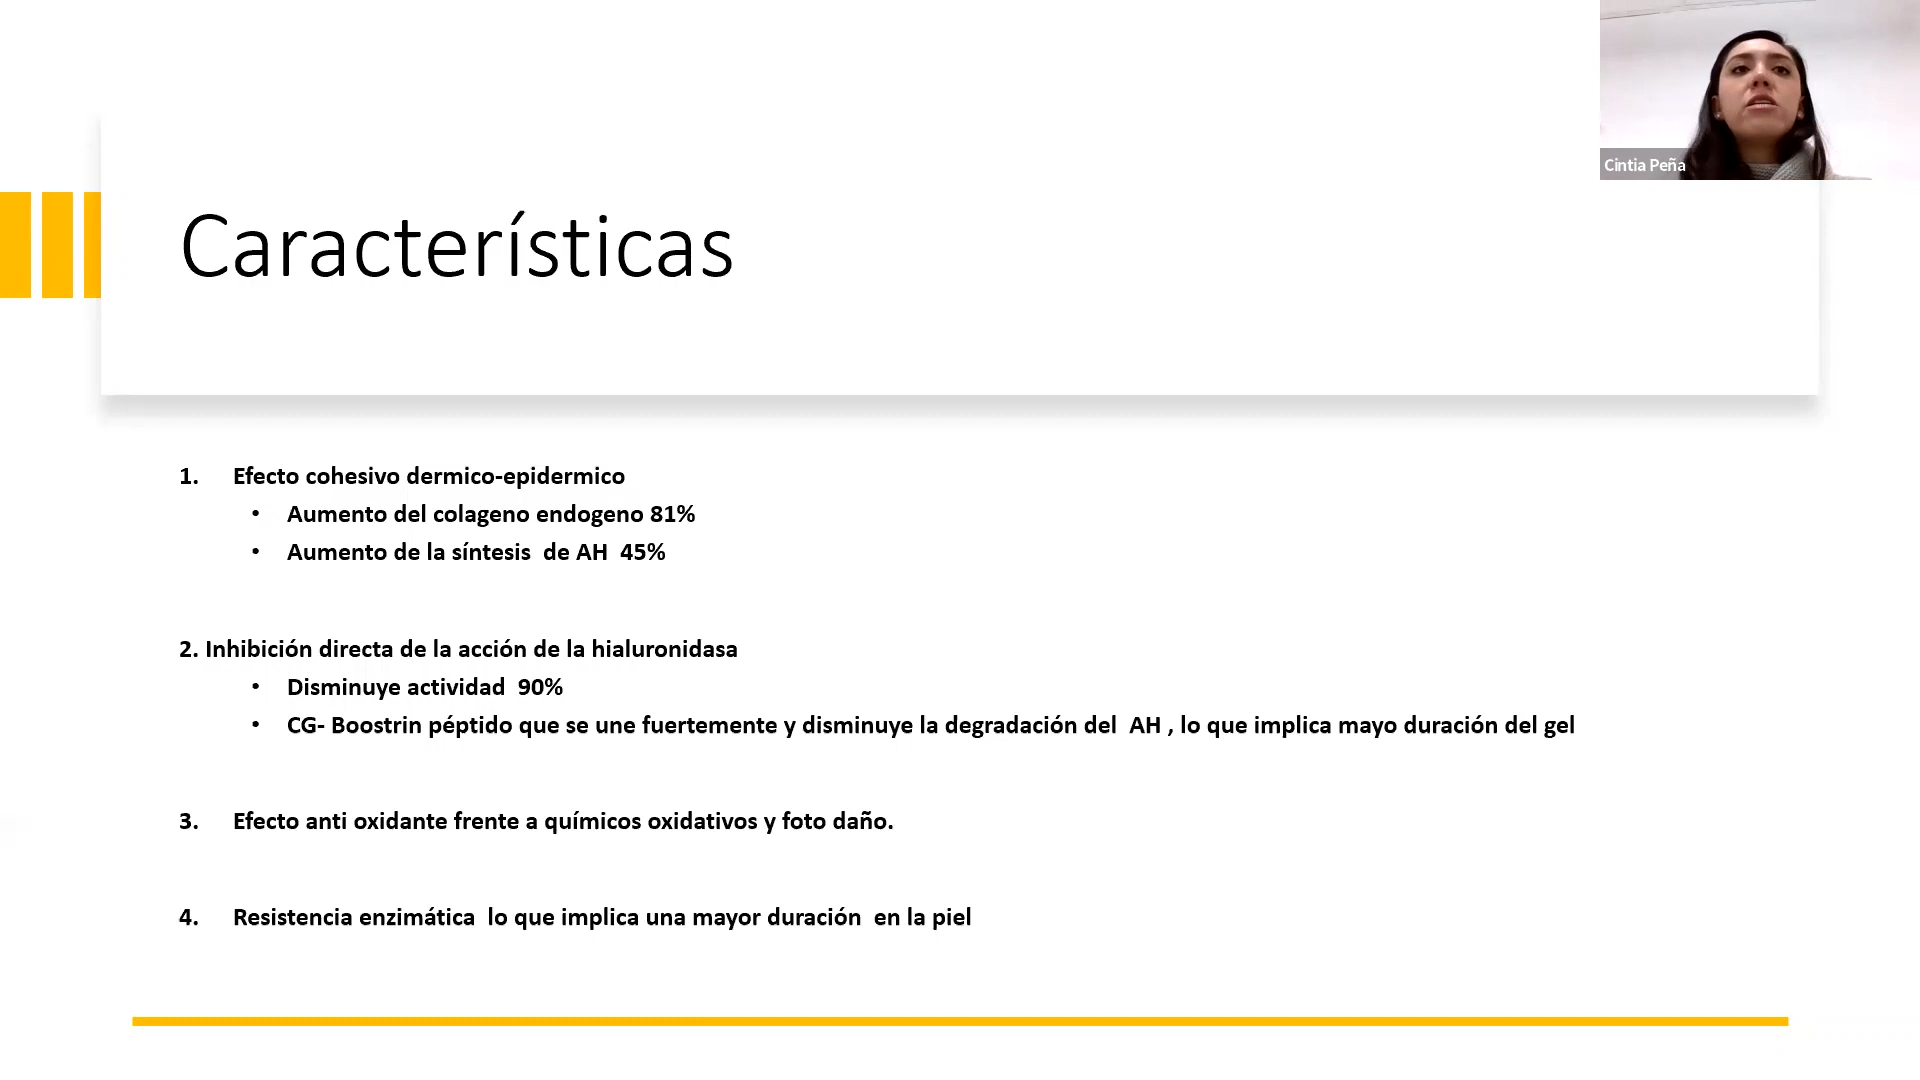 Cintia Peña
Características
1. Efecto cohesivo dermico-epidermico
• Aumento del colageno endogeno 81%
• Aumento de la síntesis de AH 45%
2. Inhibición directa de la acción de la hialuronidasa
• Disminuye actividad 90%
• CG- Boostrin péptido que se une fuertemente y disminuye la degradación del AH , lo que implica mayo duración del gel
3. Efecto anti oxidante frente a químicos oxidativos y foto daño.
4. Resistencia enzimática lo que implica una mayor duración en la piel